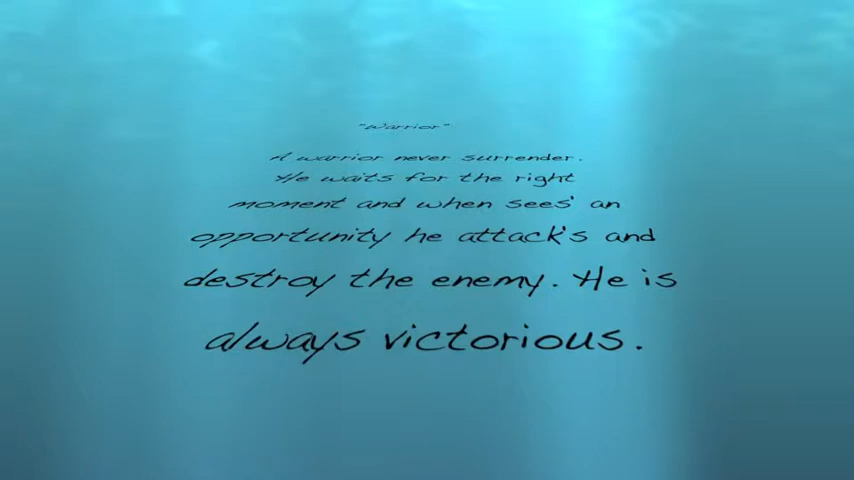 "Warrior"
A warrior never surrender.
He waits for the right
moment and when sees' an
opportunity he attack's and
destroy the enemy. He is
always victorious.